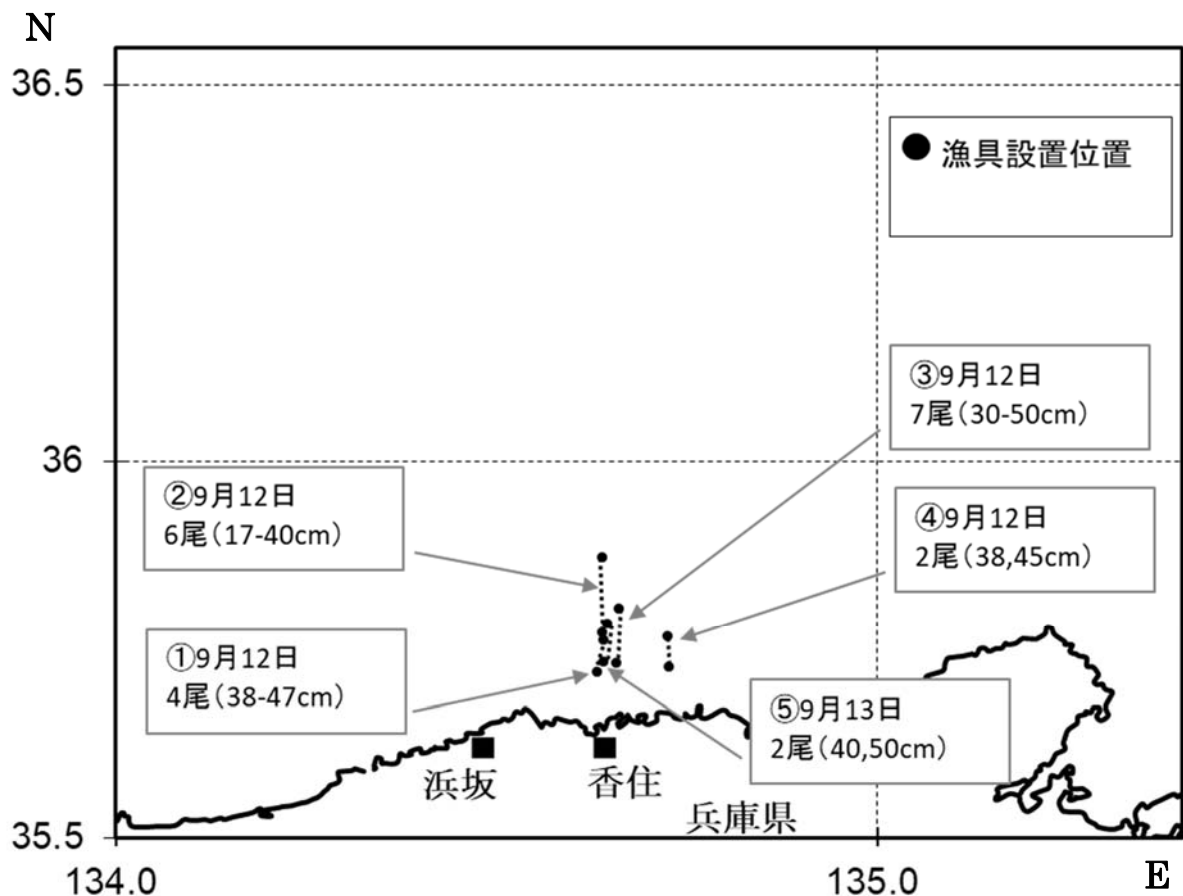 N
36.5
●漁具設置位置
③9月12日
7尾(30-50cm)
36
②9月12日
6尾(17-40cm)
④9月12日
2尾(38,45cm)
①9月12日
4尾(38-47cm)
⑤9月13日
2尾(40,50cm)
浜坂
香住
兵庫県
35.5
134.0
135.0
E